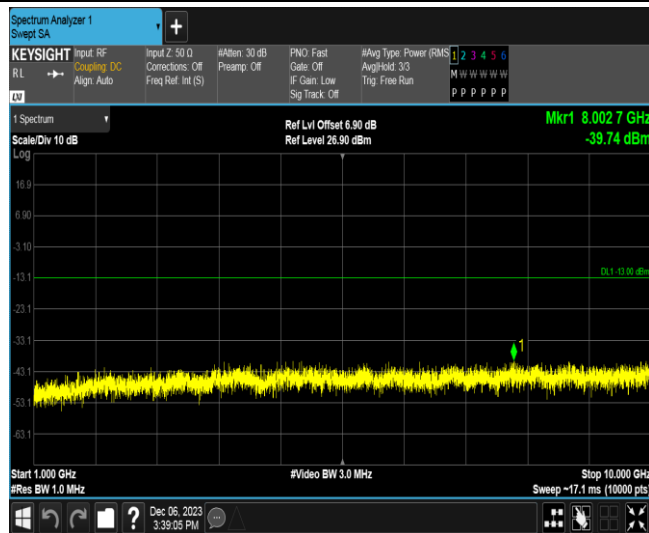 Spectrum Analyzer 1
Swept SA
+
KEYSIGHT
RL
Input: RF
Coupling: DC
Align: Auto
Input Z: 50 Ω
Corrections: Off
Freq Ref: Int (S)
#Atten: 30 dB
Preamp: Off
PNO: Fast
Gate: Off
IF Gain: Low
Sig Track: Off
#Avg Type: Power (RMS
Avg|Hold: 3/3
Trig: Free Run
1 2 3 4 5 6
M W W W W W
P P P P P P
1 Spectrum
Scale/Div 10 dB
Ref Lvl Offset 6.90 dB
Ref Level 26.90 dBm
Mkr1 8.002 7 GHz
-39.74 dBm
Log
16.9
6.90
-3.10
-13.1
DL1 -13.00 dBm
-23.1
-33.1
1
-43.1
-53.1
-63.1
Start 1.000 GHz
#Res BW 1.0 MHz
#Video BW 3.0 MHz
Stop 10.000 GHz
Sweep ~17.1 ms (10000 pts)
?
Dec 06, 2023
3:39:05 PM